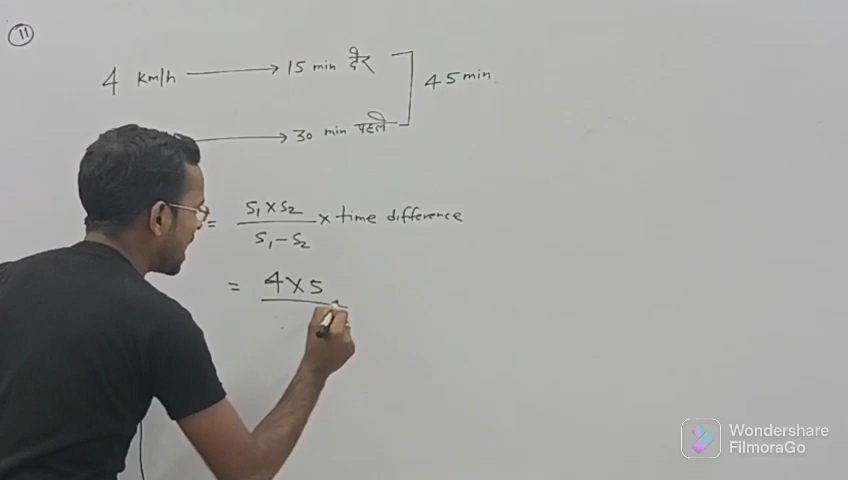 11
4 km/h → 15 min देर
45 min
→ 30 min पहले
= S₁ × S₂ / S₁ - S₂ × time difference
= 4 × 5
Wondershare
FilmoraGo